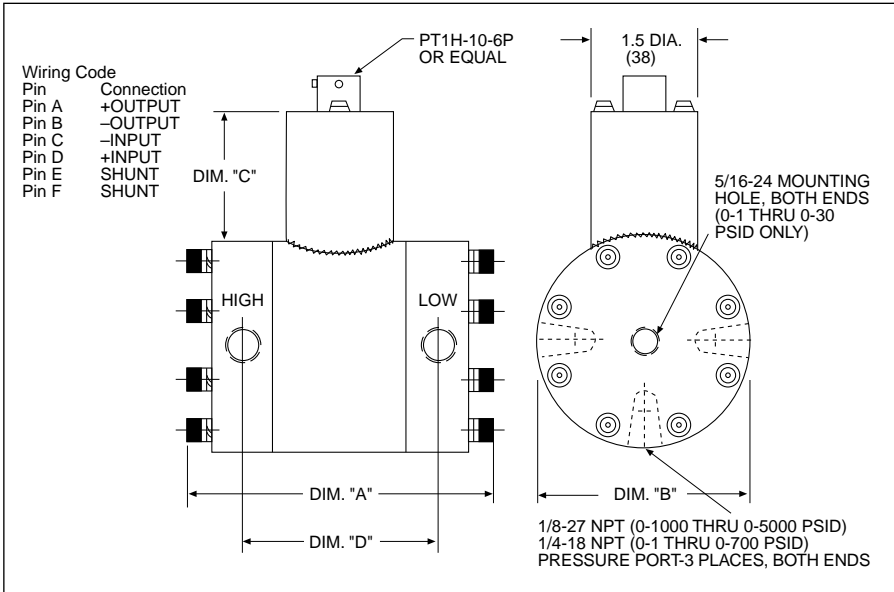 PT1H-10-6P
OR EQUAL
1.5 DIA.
(38)
Wiring Code
Pin Connection
Pin A +OUTPUT
Pin B –OUTPUT
Pin C –INPUT
Pin D +INPUT
Pin E SHUNT
Pin F SHUNT
DIM. "C"
5/16-24 MOUNTING
HOLE, BOTH ENDS
(0-1 THRU 0-30
PSID ONLY)
HIGH LOW
DIM. "A"
DIM. "B"
DIM. "D"
1/8-27 NPT (0-1000 THRU 0-5000 PSID)
1/4-18 NPT (0-1 THRU 0-700 PSID)
PRESSURE PORT-3 PLACES, BOTH ENDS